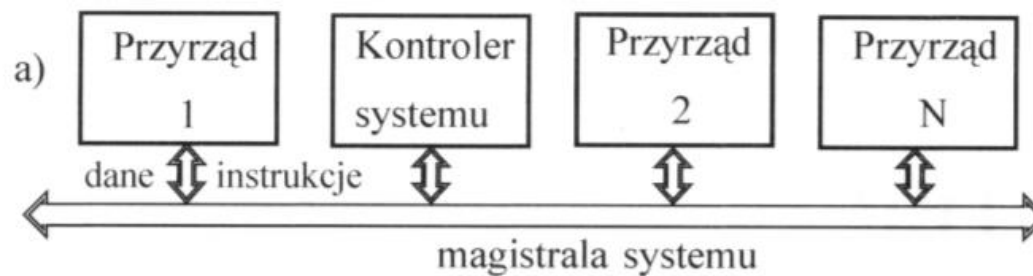 a)
Przyrząd
1
Kontroler
systemu
Przyrząd
2
Przyrząd
N
dane instrukcje
magistrala systemu